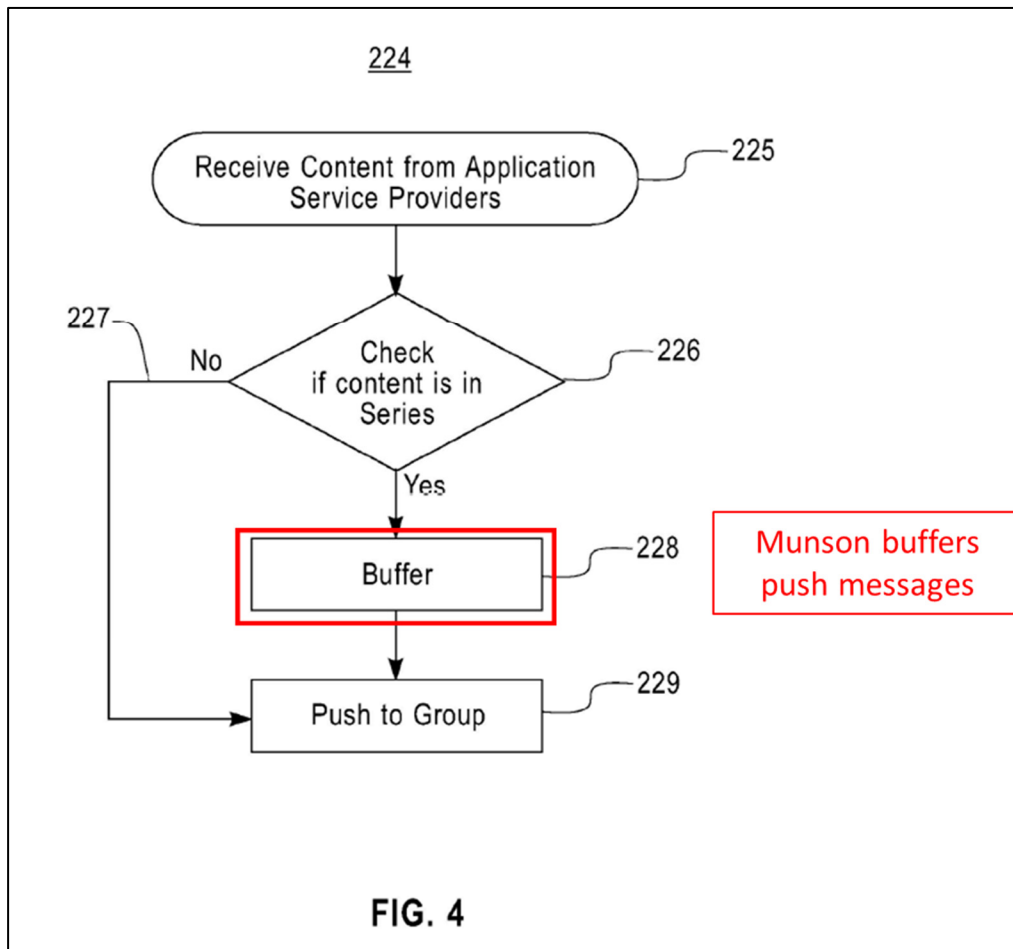 224
Receive Content from Application
Service Providers
225
227
No
Check
if content is in
Series
226
Yes
Buffer
228
Munson buffers
push messages
Push to Group
229
FIG. 4